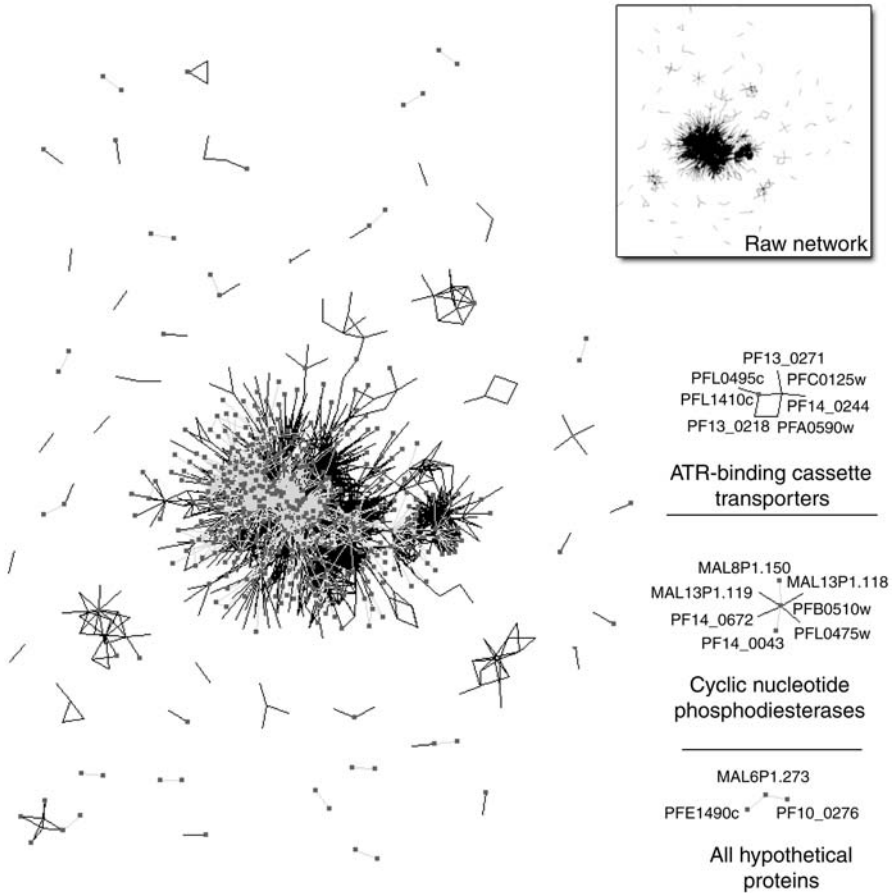 Raw network
PF13_0271
PFL0495c PFC0125w
PFL1410c PF14_0244
PF13_0218 PFA0590w
ATR-binding cassette
transporters
MAL8P1.150
MAL13P1.118
MAL13P1.119
PFB0510w
PF14_0672
PFL0475w
PF14_0043
Cyclic nucleotide
phosphodiesterases
MAL6P1.273
PFE1490c PF10_0276
All hypothetical
proteins